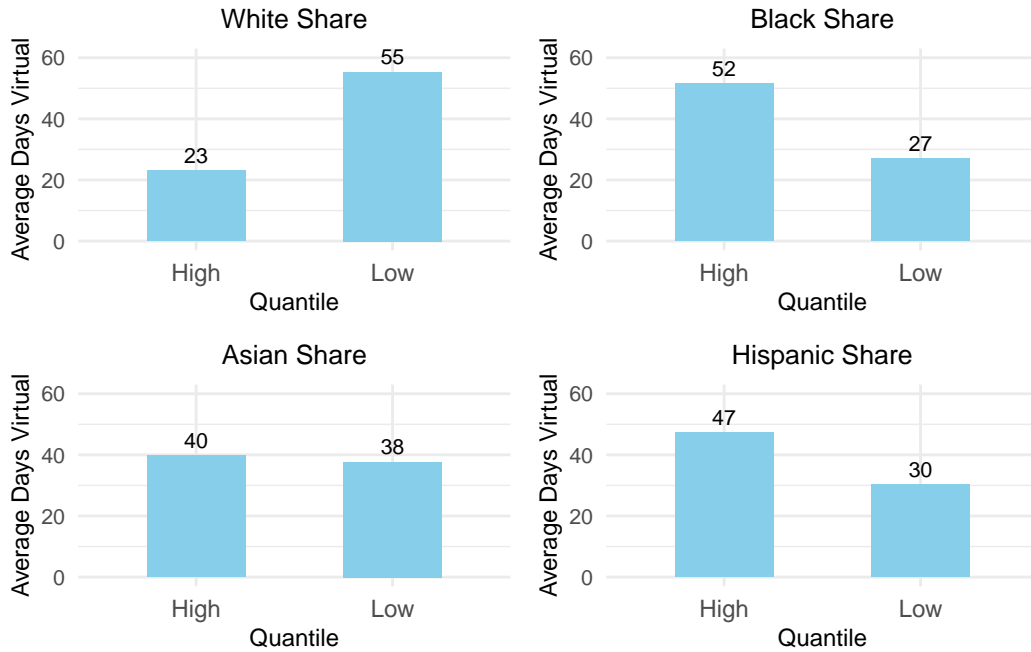 White Share
Average Days Virtual
60
40
20
0
23
55
High
Low
Quantile
Black Share
Average Days Virtual
60
40
20
0
52
27
High
Low
Quantile
Asian Share
Average Days Virtual
60
40
20
0
40
38
High
Low
Quantile
Hispanic Share
Average Days Virtual
60
40
20
0
47
30
High
Low
Quantile